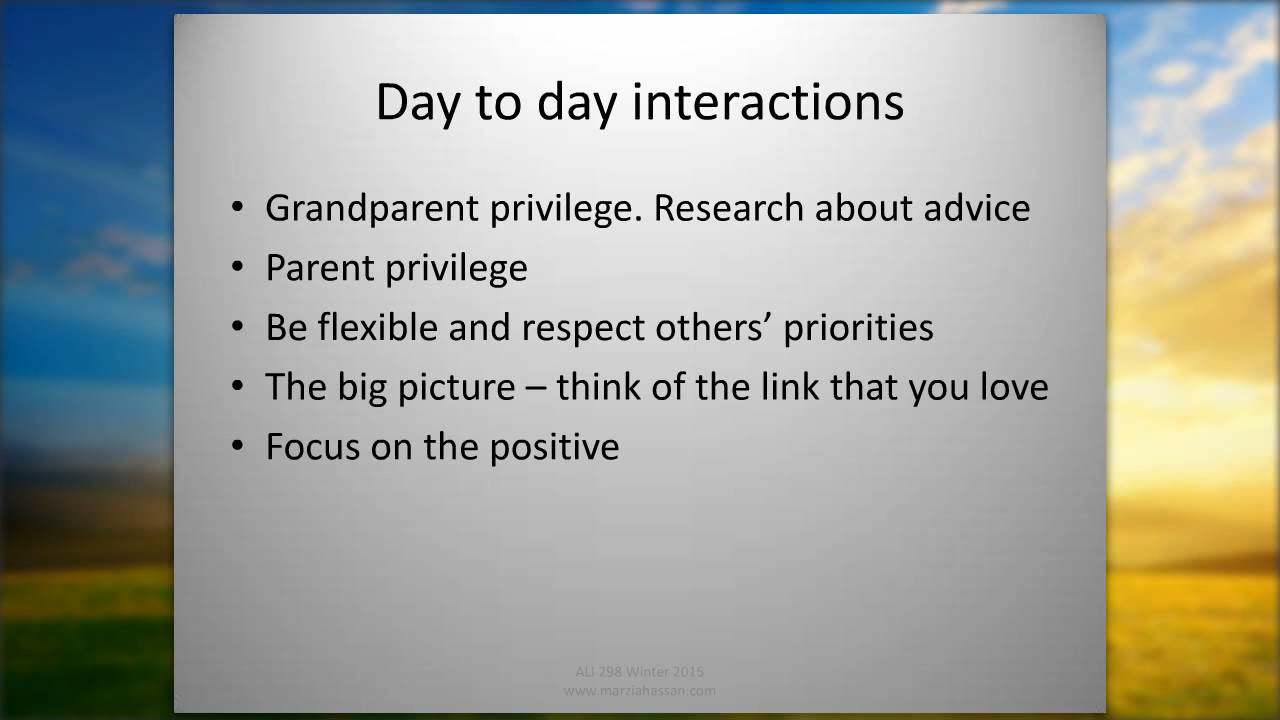 Day to day interactions
• Grandparent privilege. Research about advice
• Parent privilege
• Be flexible and respect others’ priorities
• The big picture – think of the link that you love
• Focus on the positive
ALI 298 Winter 2015
www.marziahassan.com